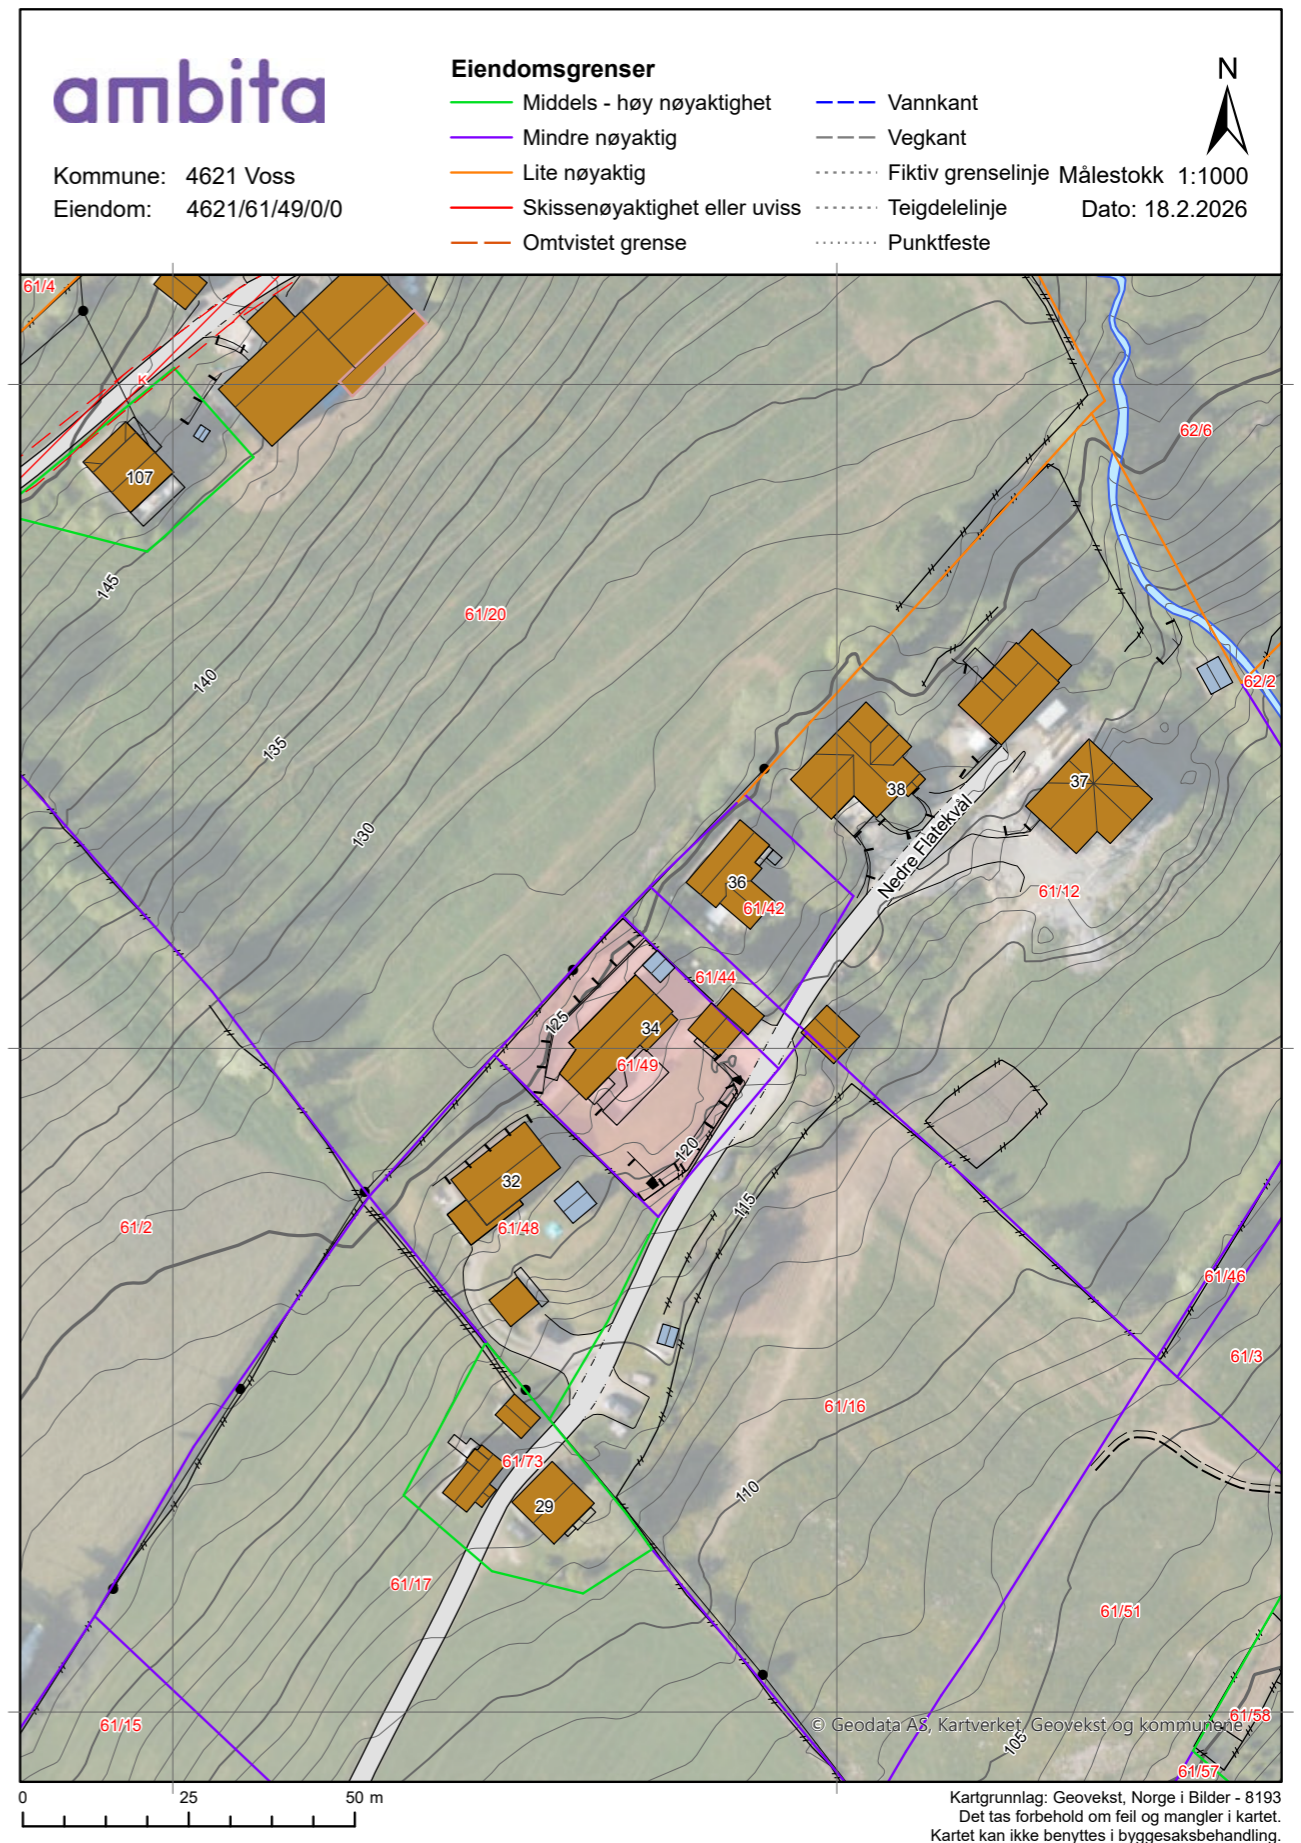 ambita
Kommune: 4621 Voss
Eiendom: 4621/61/49/0/0
Eiendomsgrenser
Middels - høy nøyaktighet
Mindre nøyaktig
Lite nøyaktig
Skissenøyaktighet eller uviss
Omtvistet grense
Vannkant
Vegkant
Fiktiv grenselinje
Teigdelelinje
Punktfeste
N
Målestokk 1:1000
Dato: 18.2.2026
61/4
K
62/6
107
145
61/20
140
62/2
135
37
38
130
Nedre Flatekvål
36
61/42
61/12
61/44
125
34
61/49
120
32
115
61/2
61/48
61/46
61/3
61/16
61/73
110
29
61/17
61/51
61/58
61/15
© Geodata AS, Kartverket, Geovekst og kommunene
105
61/57
0 25 50 m
Kartgrunnlag: Geovekst, Norge i Bilder - 8193
Det tas forbehold om feil og mangler i kartet.
Kartet kan ikke benyttes i byggesaksbehandling.